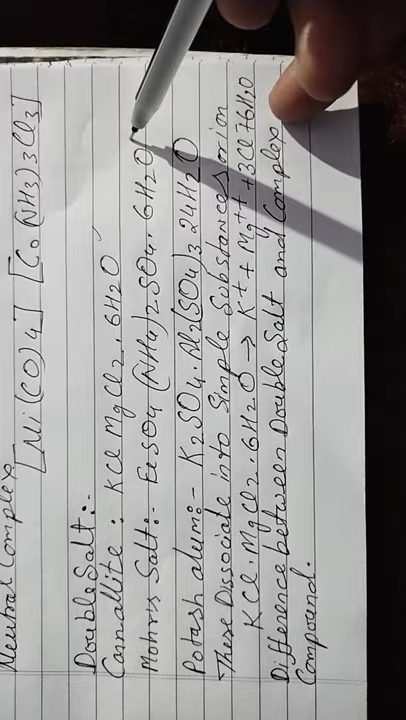 Neutral Complex
[Ni(CO)4] [Co(NH3)3Cl3]
Double Salt:-
Carnallite: KCl MgCl2.6H2O
Mohr's Salt:- FeSO4 (NH4)2SO4.6H2O
Potash alum:- K2SO4.Al2(SO4)3 24H2O
These Dissociate into Simple Substances or ion
KCl.MgCl2.6H2O → K+ + Mg++ + 3Cl- + 6H2O
Difference between Double Salt and Complex
Compound.